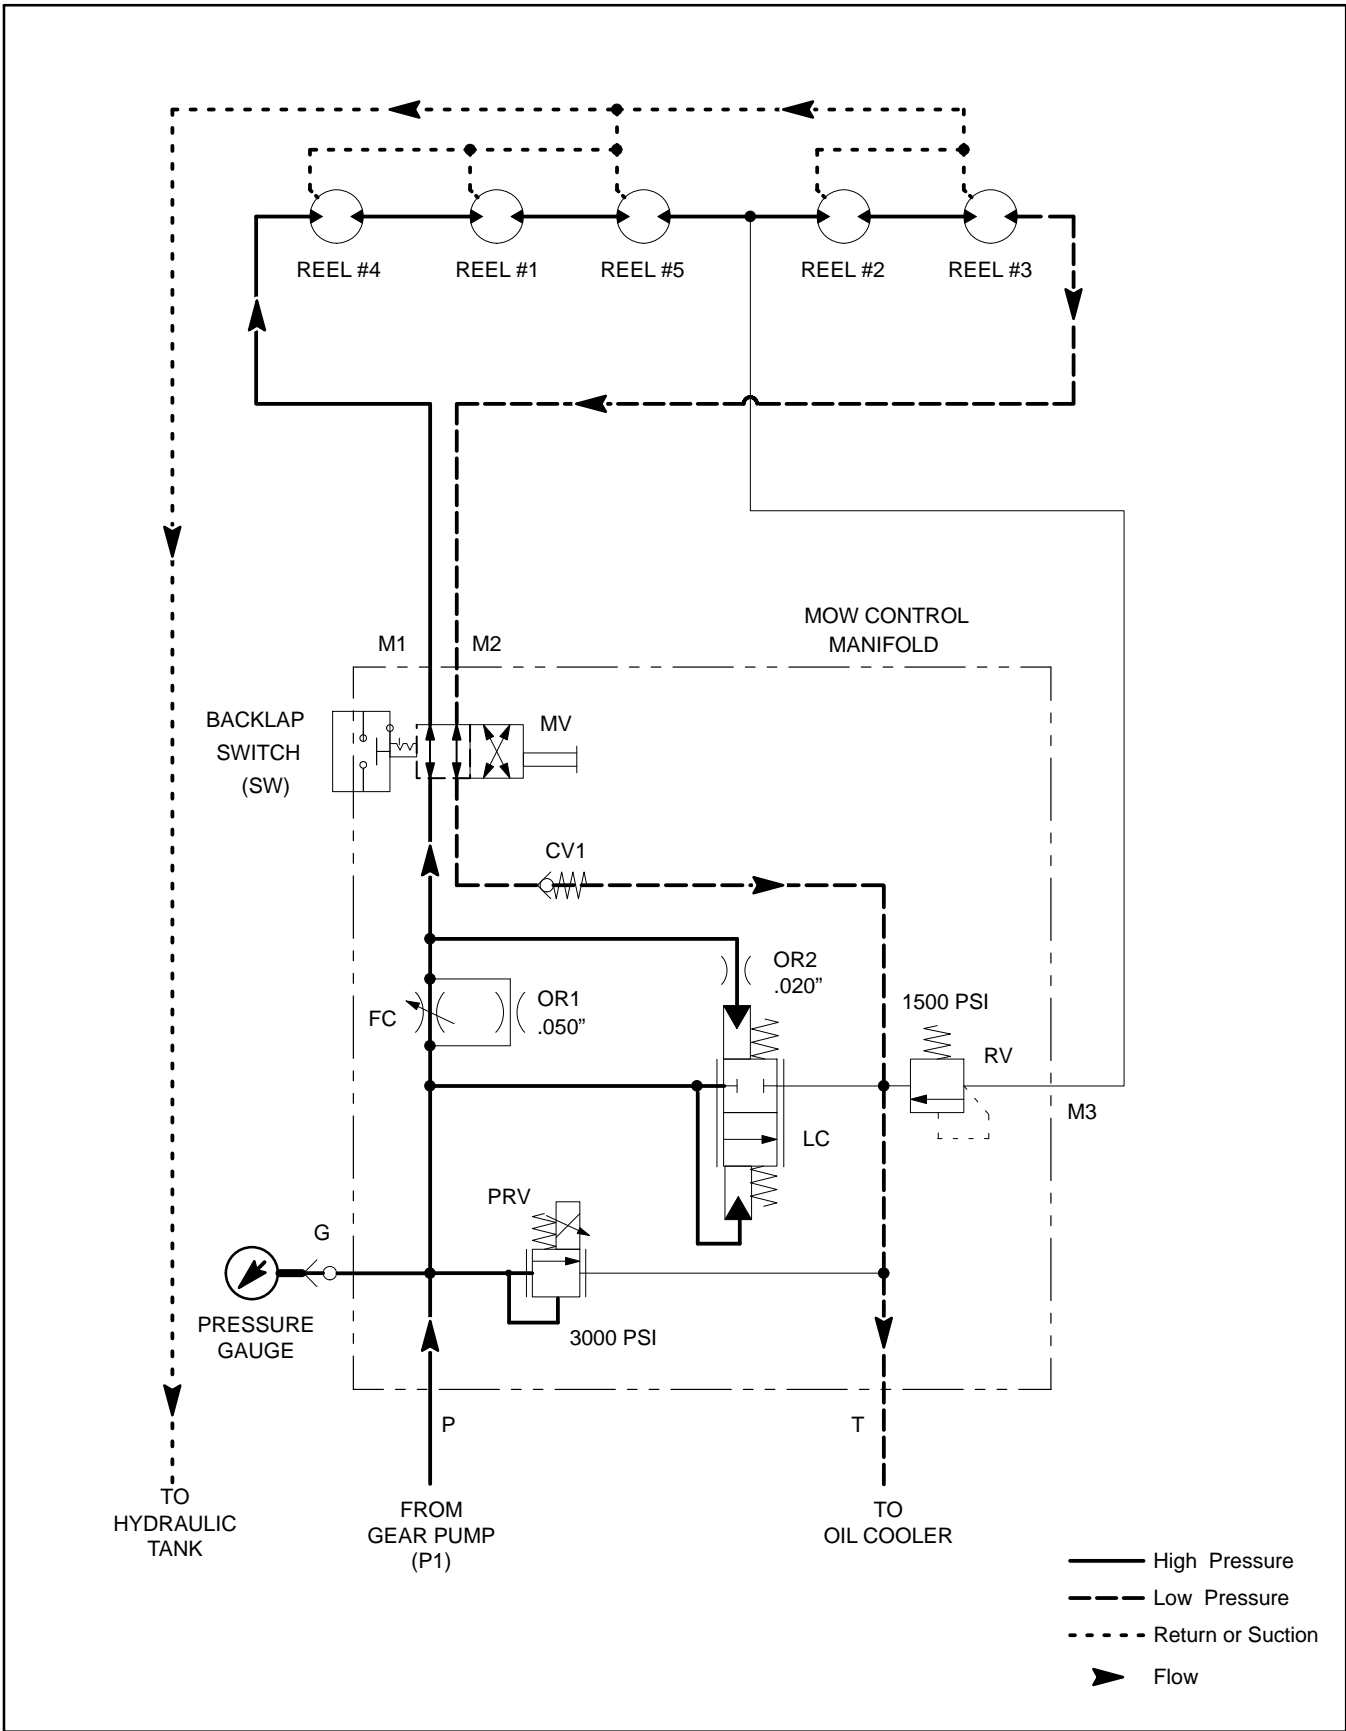 REEL #4
REEL #1
REEL #5
REEL #2
REEL #3
MOW CONTROL
MANIFOLD
M1
M2
BACKLAP
SWITCH
(SW)
MV
CV1
OR2
.020”
1500 PSI
FC
OR1
.050”
RV
M3
LC
PRV
G
PRESSURE
GAUGE
3000 PSI
P
T
TO
HYDRAULIC
TANK
FROM
GEAR PUMP
(P1)
TO
OIL COOLER
High Pressure
Low Pressure
Return or Suction
Flow